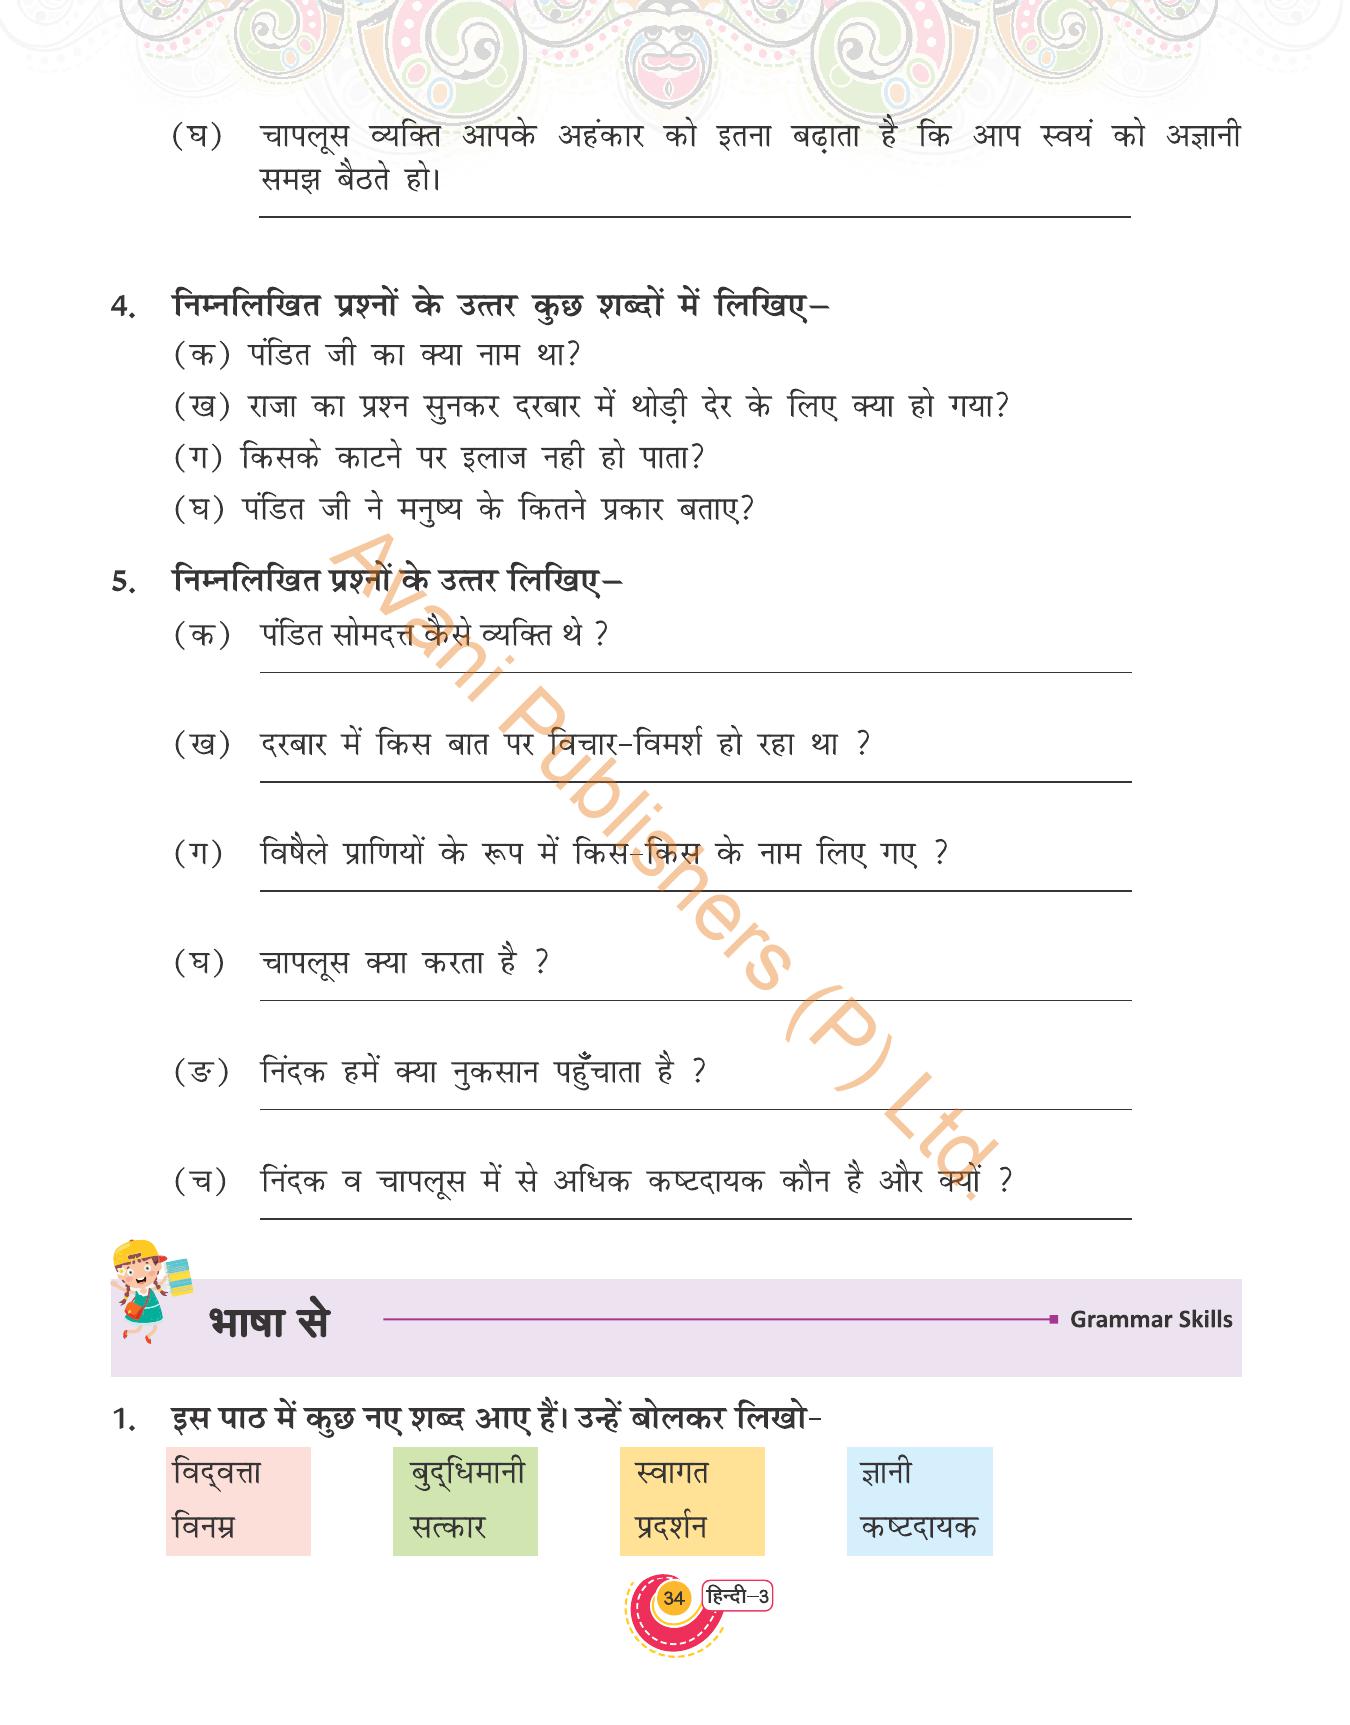 (घ) चापलूस व्यक्ति आपके अहंकार को इतना बढ़ाता है कि आप स्वयं को अज्ञानी
समझ बैठते हो।
4. निम्नलिखित प्रश्नों के उत्तर कुछ शब्दों में लिखिए–
(क) पंडित जी का क्या नाम था?
(ख) राजा का प्रश्न सुनकर दरबार में थोड़ी देर के लिए क्या हो गया?
(ग) किसके काटने पर इलाज नही हो पाता?
(घ) पंडित जी ने मनुष्य के कितने प्रकार बताए?
5. निम्नलिखित प्रश्नों के उत्तर लिखिए–
(क) पंडित सोमदत्त कैसे व्यक्ति थे ?
(ख) दरबार में किस बात पर विचार–विमर्श हो रहा था ?
(ग) विषैले प्राणियों के रूप में किस–किस के नाम लिए गए ?
(घ) चापलूस क्या करता है ?
(ङ) निंदक हमें क्या नुकसान पहुँचाता है ?
(च) निंदक व चापलूस में से अधिक कष्टदायक कौन है और क्यों ?
Avani Publishers (P) Ltd.
भाषा से Grammar Skills
1. इस पाठ में कुछ नए शब्द आए हैं। उन्हें बोलकर लिखो-
विद्‌वत्ता बुद्‌धिमानी स्वागत ज्ञानी
विनम्र सत्कार प्रदर्शन कष्टदायक
34 हिन्दी–3